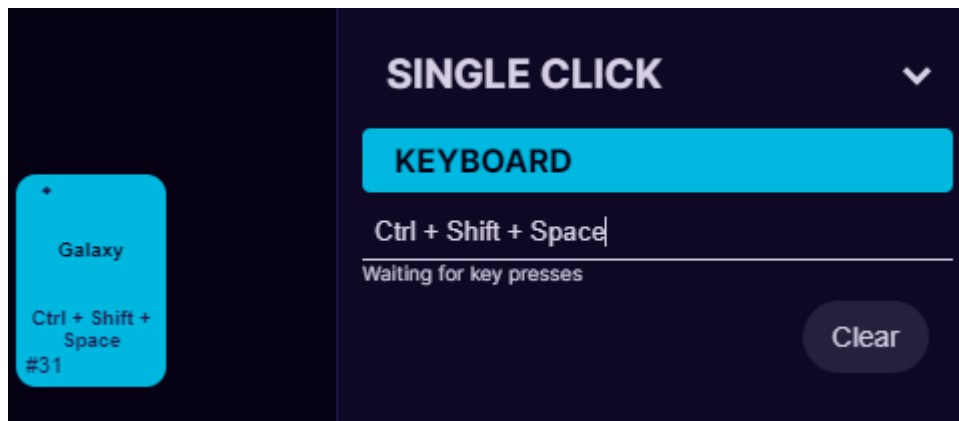 SINGLE CLICK
KEYBOARD
Ctrl + Shift + Space
Waiting for key presses
Clear
Galaxy
Ctrl + Shift +
Space
#31